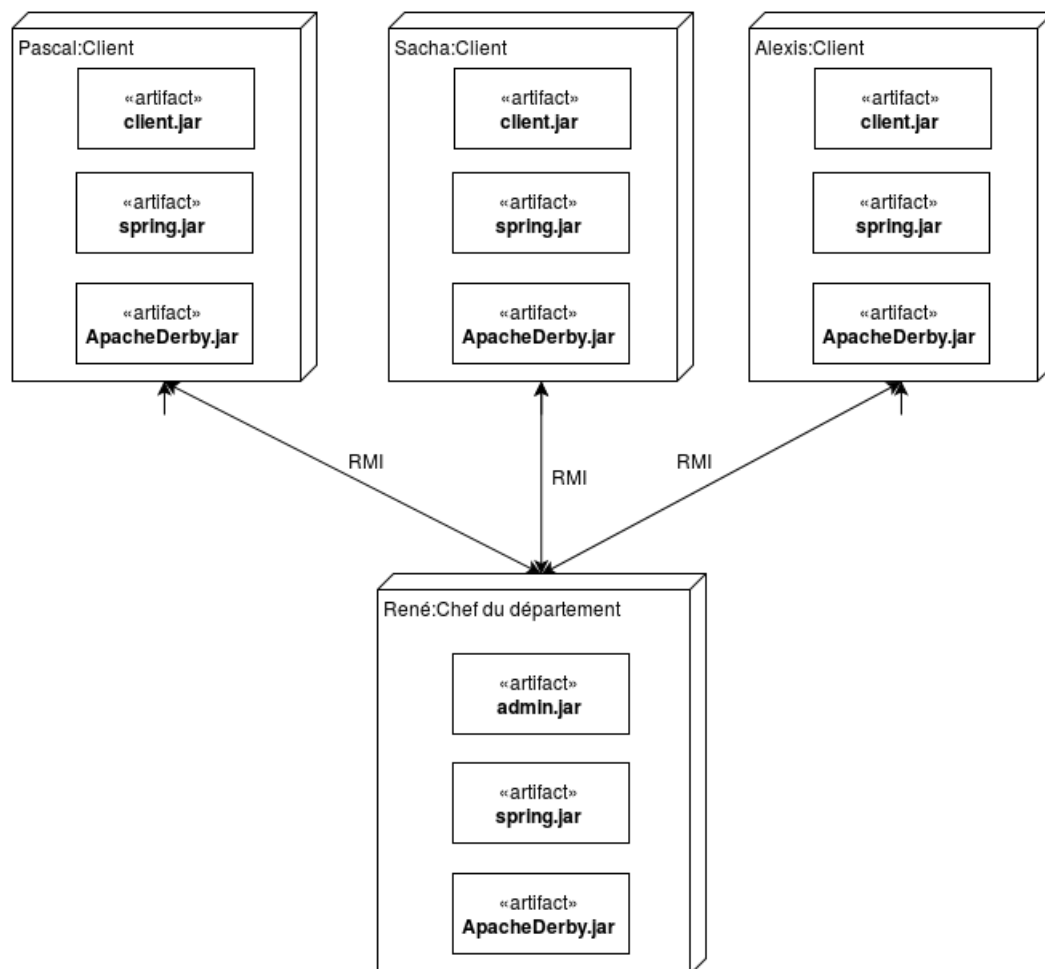 Pascal:Client
«artifact»
client.jar
«artifact»
spring.jar
«artifact»
ApacheDerby.jar
Sacha:Client
«artifact»
client.jar
«artifact»
spring.jar
«artifact»
ApacheDerby.jar
Alexis:Client
«artifact»
client.jar
«artifact»
spring.jar
«artifact»
ApacheDerby.jar
RMI
RMI
RMI
René:Chef du département
«artifact»
admin.jar
«artifact»
spring.jar
«artifact»
ApacheDerby.jar